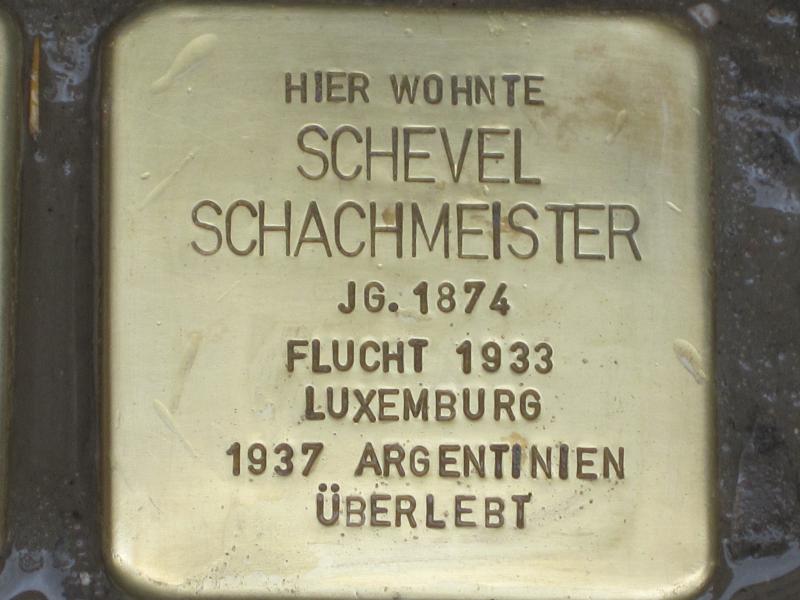 HIER WOHNTE
SCHEVEL
SCHACHMEISTER
JG. 1874
FLUCHT 1933
LUXEMBURG
1937 ARGENTINIEN
ÜBERLEBT